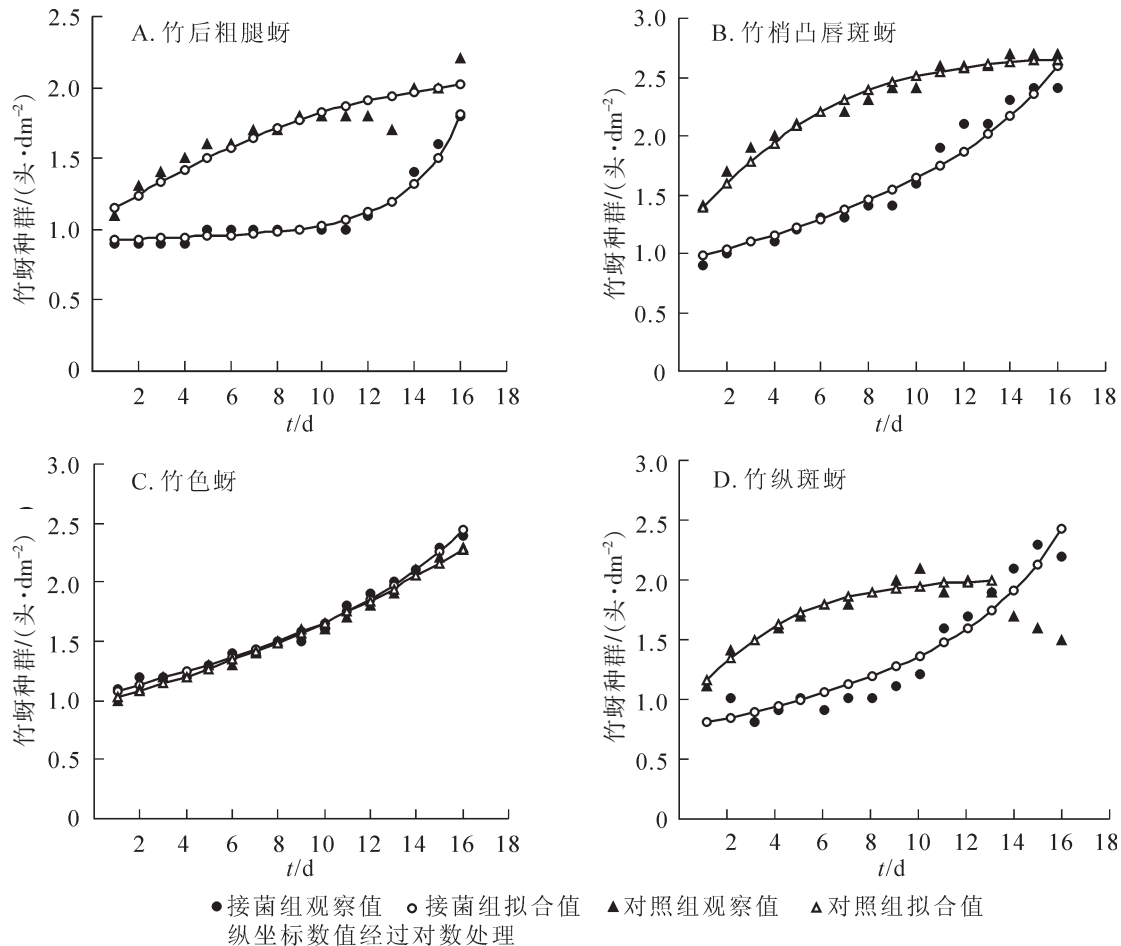 A. 竹后粗腿蚜
竹蚜种群/(头·dm⁻²)
2.5
2.0
1.5
1.0
0.5
0
2 4 6 8 10 12 14 16 18
t/d
B. 竹梢凸唇斑蚜
竹蚜种群/(头·dm⁻²)
3.0
2.5
2.0
1.5
1.0
0.5
0
2 4 6 8 10 12 14 16 18
t/d
C. 竹色蚜
竹蚜种群/(头·dm⁻²)
3.0
2.5
2.0
1.5
1.0
0.5
0
2 4 6 8 10 12 14 16 18
t/d
D. 竹纵斑蚜
竹蚜种群/(头·dm⁻²)
3.0
2.5
2.0
1.5
1.0
0.5
0
2 4 6 8 10 12 14 16 18
t/d
接菌组观察值 接菌组拟合值 对照组观察值 对照组拟合值
纵坐标数值经过对数处理